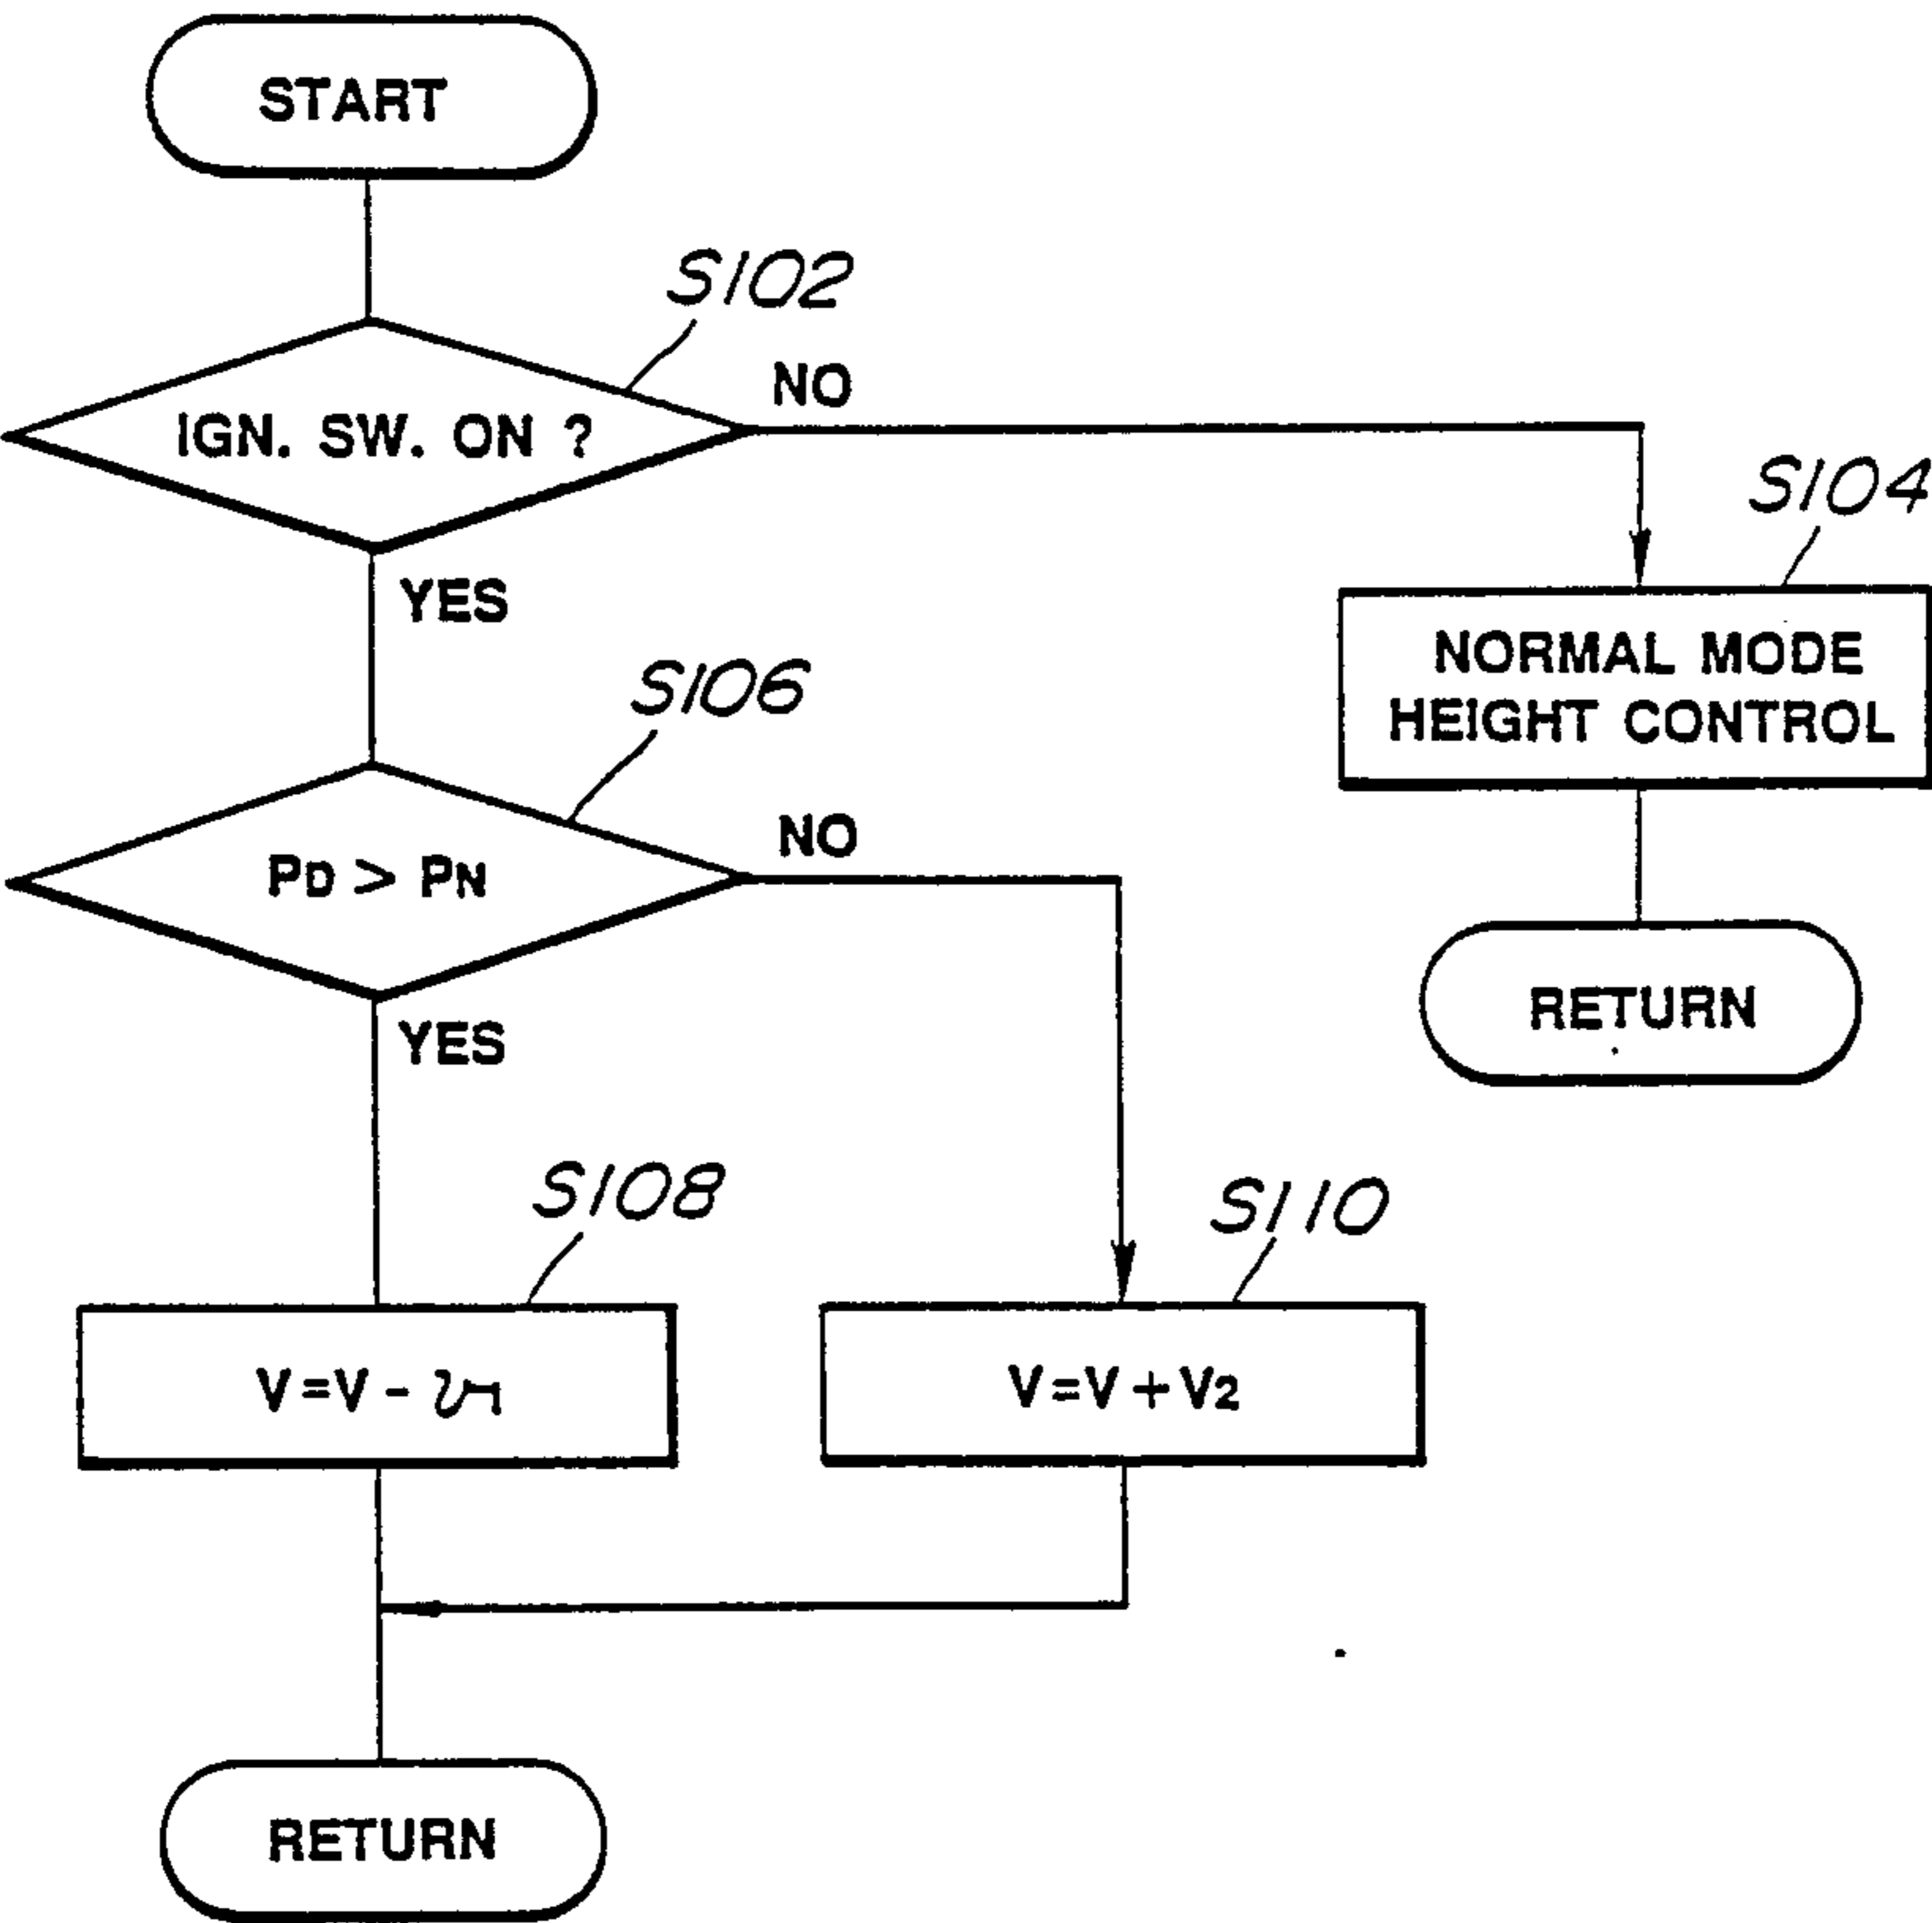 START
S102
IGN. SW. ON ?
NO
S104
YES
NORMAL MODE
HEIGHT CONTROL
S106
PD > PN
NO
RETURN
YES
S108
S110
V=V -
V=V + V2
RETURN